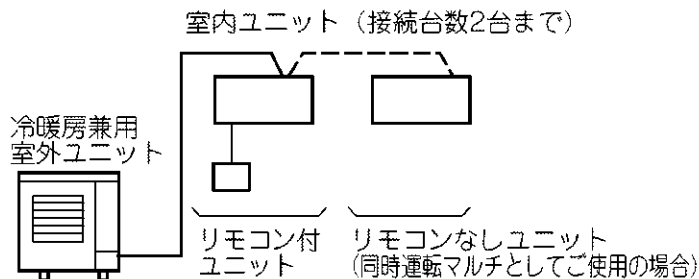 室内ユニット（接続台数2台まで）
冷暖房兼用
室外ユニット
リモコン付
ユニット
リモコンなしユニット
(同時運転マルチとしてご使用の場合)